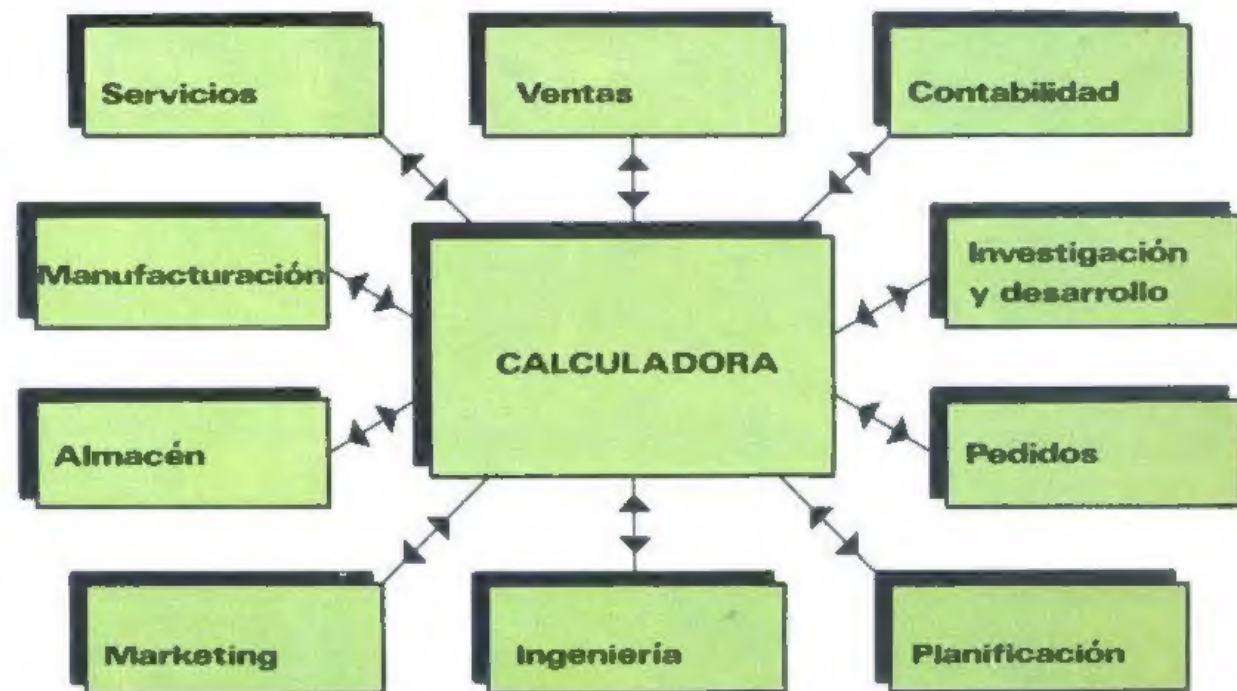 Servicios
Ventas
Contabilidad
Manufacturación
Investigación
y desarrollo
CALCULADORA
Almacén
Pedidos
Marketing
Ingeniería
Planificación